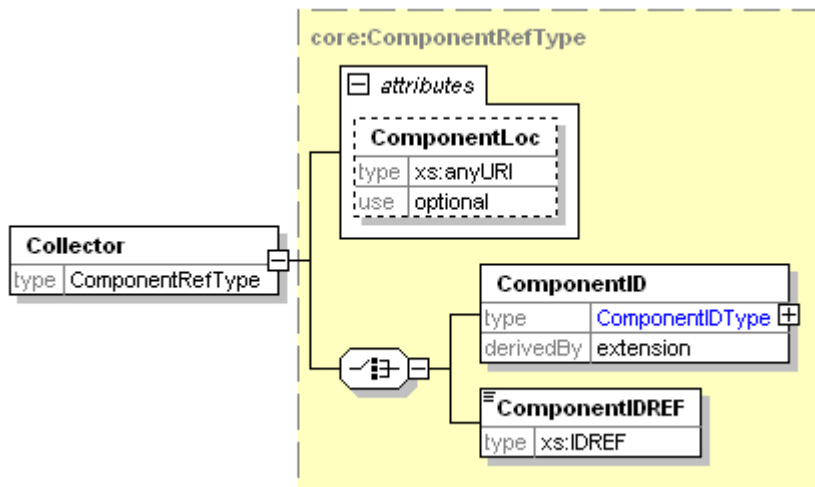 core:ComponentRefType
attributes
ComponentLoc
type xs:anyURI
use optional
Collector
type ComponentRefType
ComponentID
type ComponentIDType
derivedBy extension
ComponentIDREF
type xs:IDREF